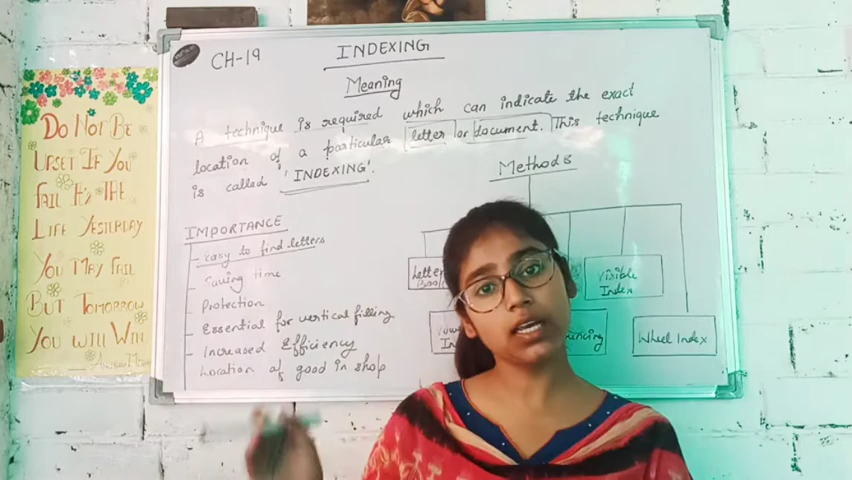 DO NOT BE
UPSET IF YOU
FAIL IT'S THE
LIFE YESTERDAY
YOU MAY FAIL
BUT TOMORROW
YOU WILL WIN
CH-19
INDEXING
Meaning
A technique is required which can indicate the exact
location of a particular letter or document. This technique
is called 'INDEXING'.
IMPORTANCE
- easy to find letters
- saving time
- Protection
- Essential for vertical filling
- Increased Efficiency
- Location of good in shop
Methods
Visible
Index
Wheel Index